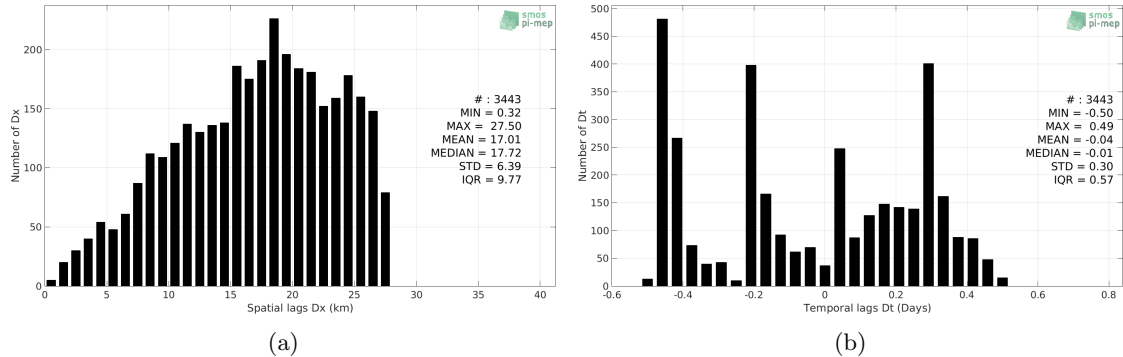 smos
pi-mep
200
150
100
50
0
Number of Dx
# : 3443
MIN = 0.32
MAX = 27.50
MEAN = 17.01
MEDIAN = 17.72
STD = 6.39
IQR = 9.77
0 5 10 15 20 25 30 35 40
Spatial lags Dx (km)
(a)
smos
pi-mep
500
450
400
350
300
250
200
150
100
50
0
Number of Dt
# : 3443
MIN = -0.50
MAX = 0.49
MEAN = -0.04
MEDIAN = -0.01
STD = 0.30
IQR = 0.57
-0.6 -0.4 -0.2 0 0.2 0.4 0.6 0.8
Temporal lags Dt (Days)
(b)